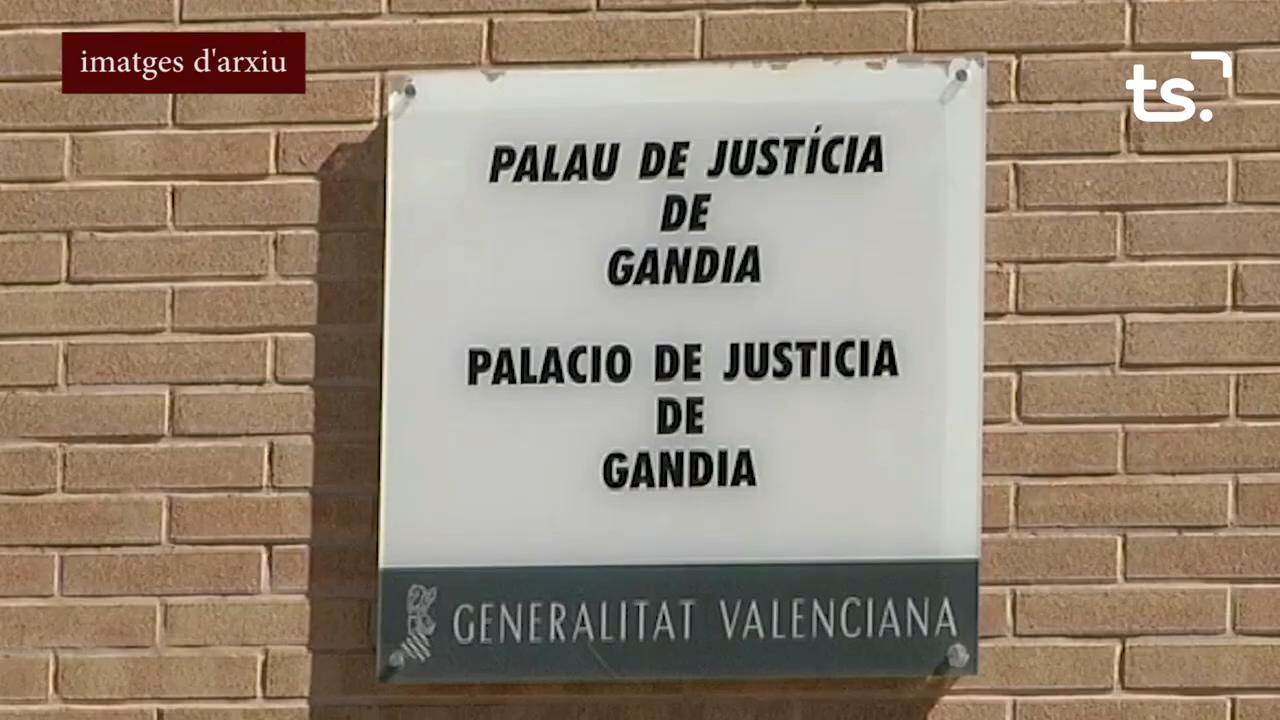 imatges d'arxiu
ts.
PALAU DE JUSTÍCIA
DE
GANDIA
PALACIO DE JUSTICIA
DE
GANDIA
GENERALITAT VALENCIANA